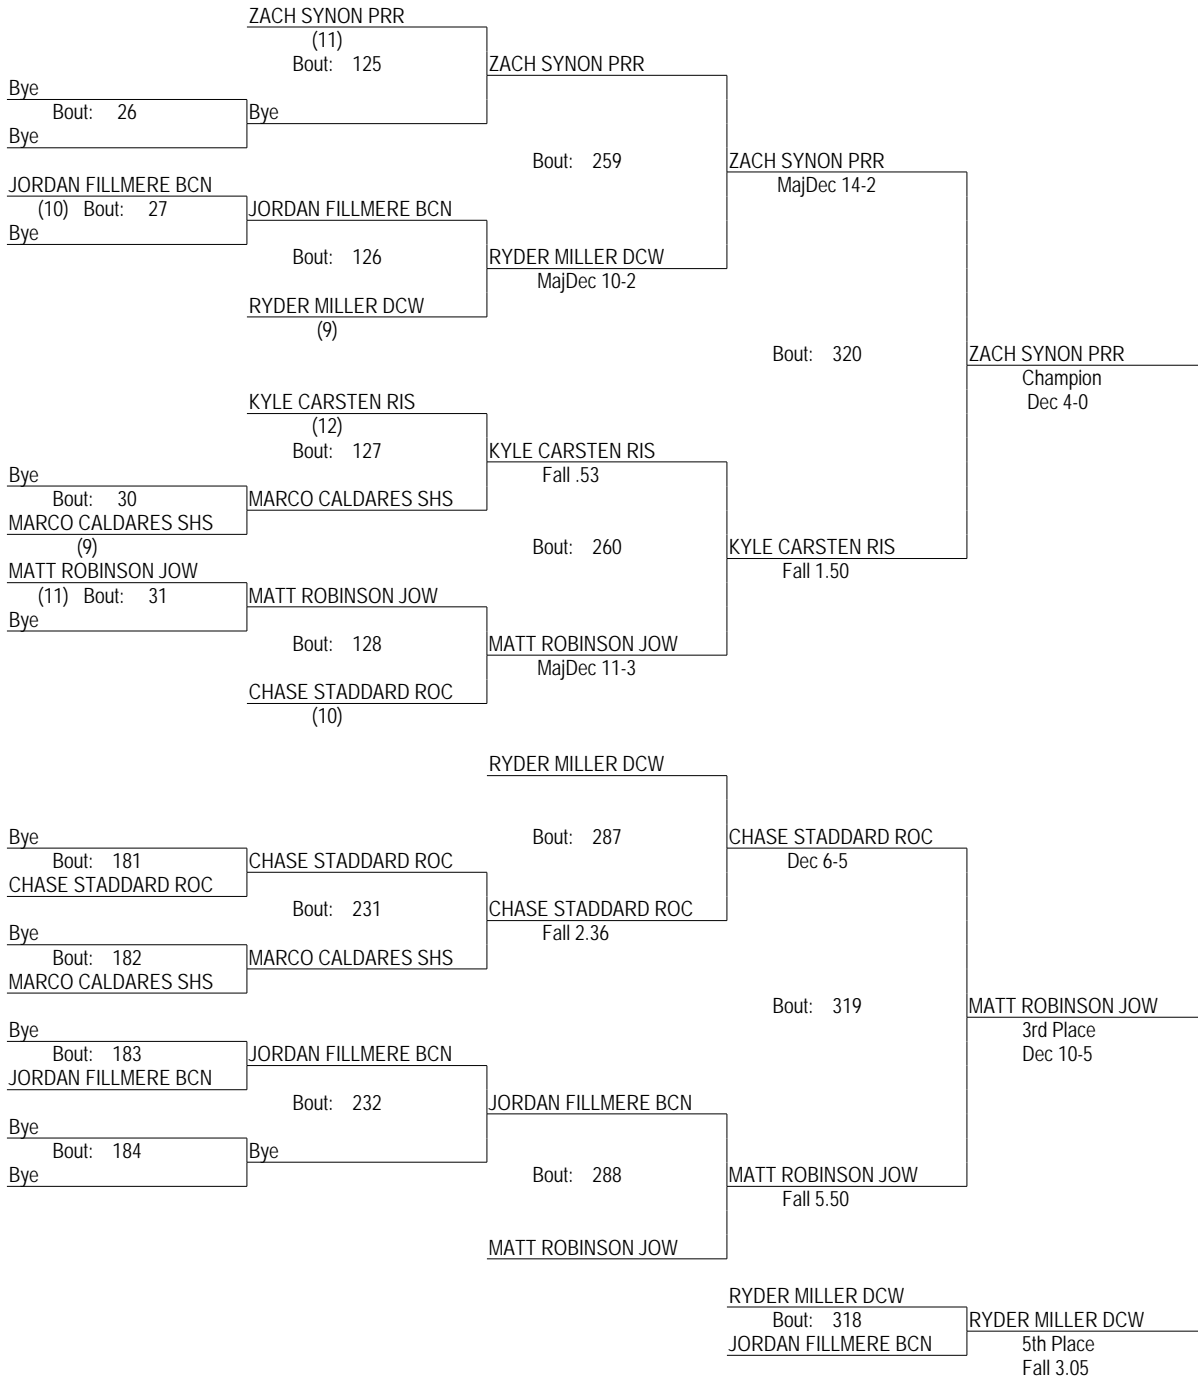 ZACH SYNON PRR
(11)
Bout: 125
ZACH SYNON PRR
Bye
Bout: 26
Bye
Bye
Bout: 259
ZACH SYNON PRR
MajDec 14-2
JORDAN FILLMERE BCN
(10) Bout: 27
JORDAN FILLMERE BCN
Bye
Bout: 126
RYDER MILLER DCW
MajDec 10-2
RYDER MILLER DCW
(9)
Bout: 320
ZACH SYNON PRR
Champion
Dec 4-0
KYLE CARSTEN RIS
(12)
Bout: 127
KYLE CARSTEN RIS
Fall .53
Bye
Bout: 30
MARCO CALDARES SHS
MARCO CALDARES SHS
(9)
Bout: 260
KYLE CARSTEN RIS
Fall 1.50
MATT ROBINSON JOW
(11) Bout: 31
MATT ROBINSON JOW
Bye
Bout: 128
MATT ROBINSON JOW
MajDec 11-3
CHASE STADDARD ROC
(10)
RYDER MILLER DCW
Bye
Bout: 287
CHASE STADDARD ROC
Dec 6-5
Bout: 181
CHASE STADDARD ROC
CHASE STADDARD ROC
Bout: 231
CHASE STADDARD ROC
Fall 2.36
Bye
Bout: 182
MARCO CALDARES SHS
MARCO CALDARES SHS
Bout: 319
MATT ROBINSON JOW
3rd Place
Dec 10-5
Bye
Bout: 183
JORDAN FILLMERE BCN
JORDAN FILLMERE BCN
Bout: 232
JORDAN FILLMERE BCN
Bye
Bout: 184
Bye
Bye
Bout: 288
MATT ROBINSON JOW
Fall 5.50
MATT ROBINSON JOW
RYDER MILLER DCW
Bout: 318
RYDER MILLER DCW
JORDAN FILLMERE BCN
5th Place
Fall 3.05